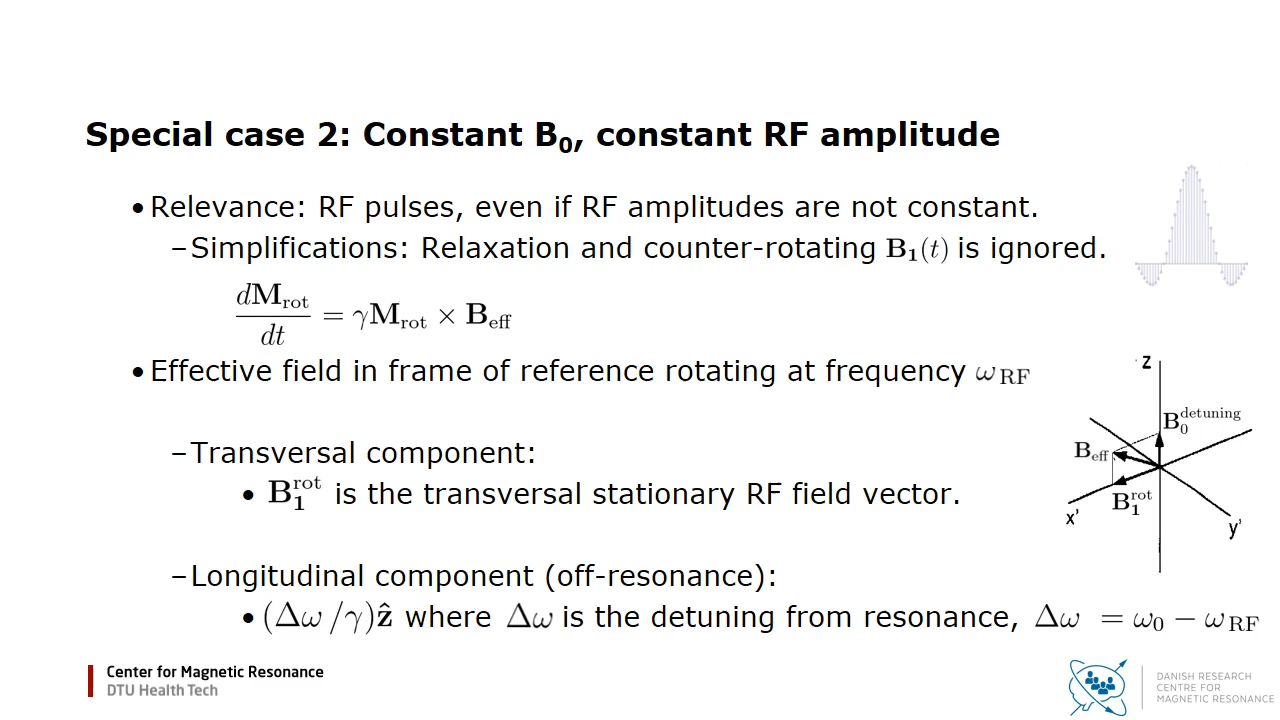 Special case 2: Constant B₀, constant RF amplitude
• Relevance: RF pulses, even if RF amplitudes are not constant.
–Simplifications: Relaxation and counter-rotating B₁(t) is ignored.
dM_rot/dt = γM_rot × B_eff
• Effective field in frame of reference rotating at frequency ω_RF
–Transversal component:
• B₁^rot is the transversal stationary RF field vector.
–Longitudinal component (off-resonance):
• (Δω/γ)ẑ where Δω is the detuning from resonance, Δω = ω₀ − ω_RF
z
B₀^detuning
B_eff
B₁^rot
x'
y'
Center for Magnetic Resonance
DTU Health Tech
DANISH RESEARCH
CENTRE FOR
MAGNETIC RESONANCE